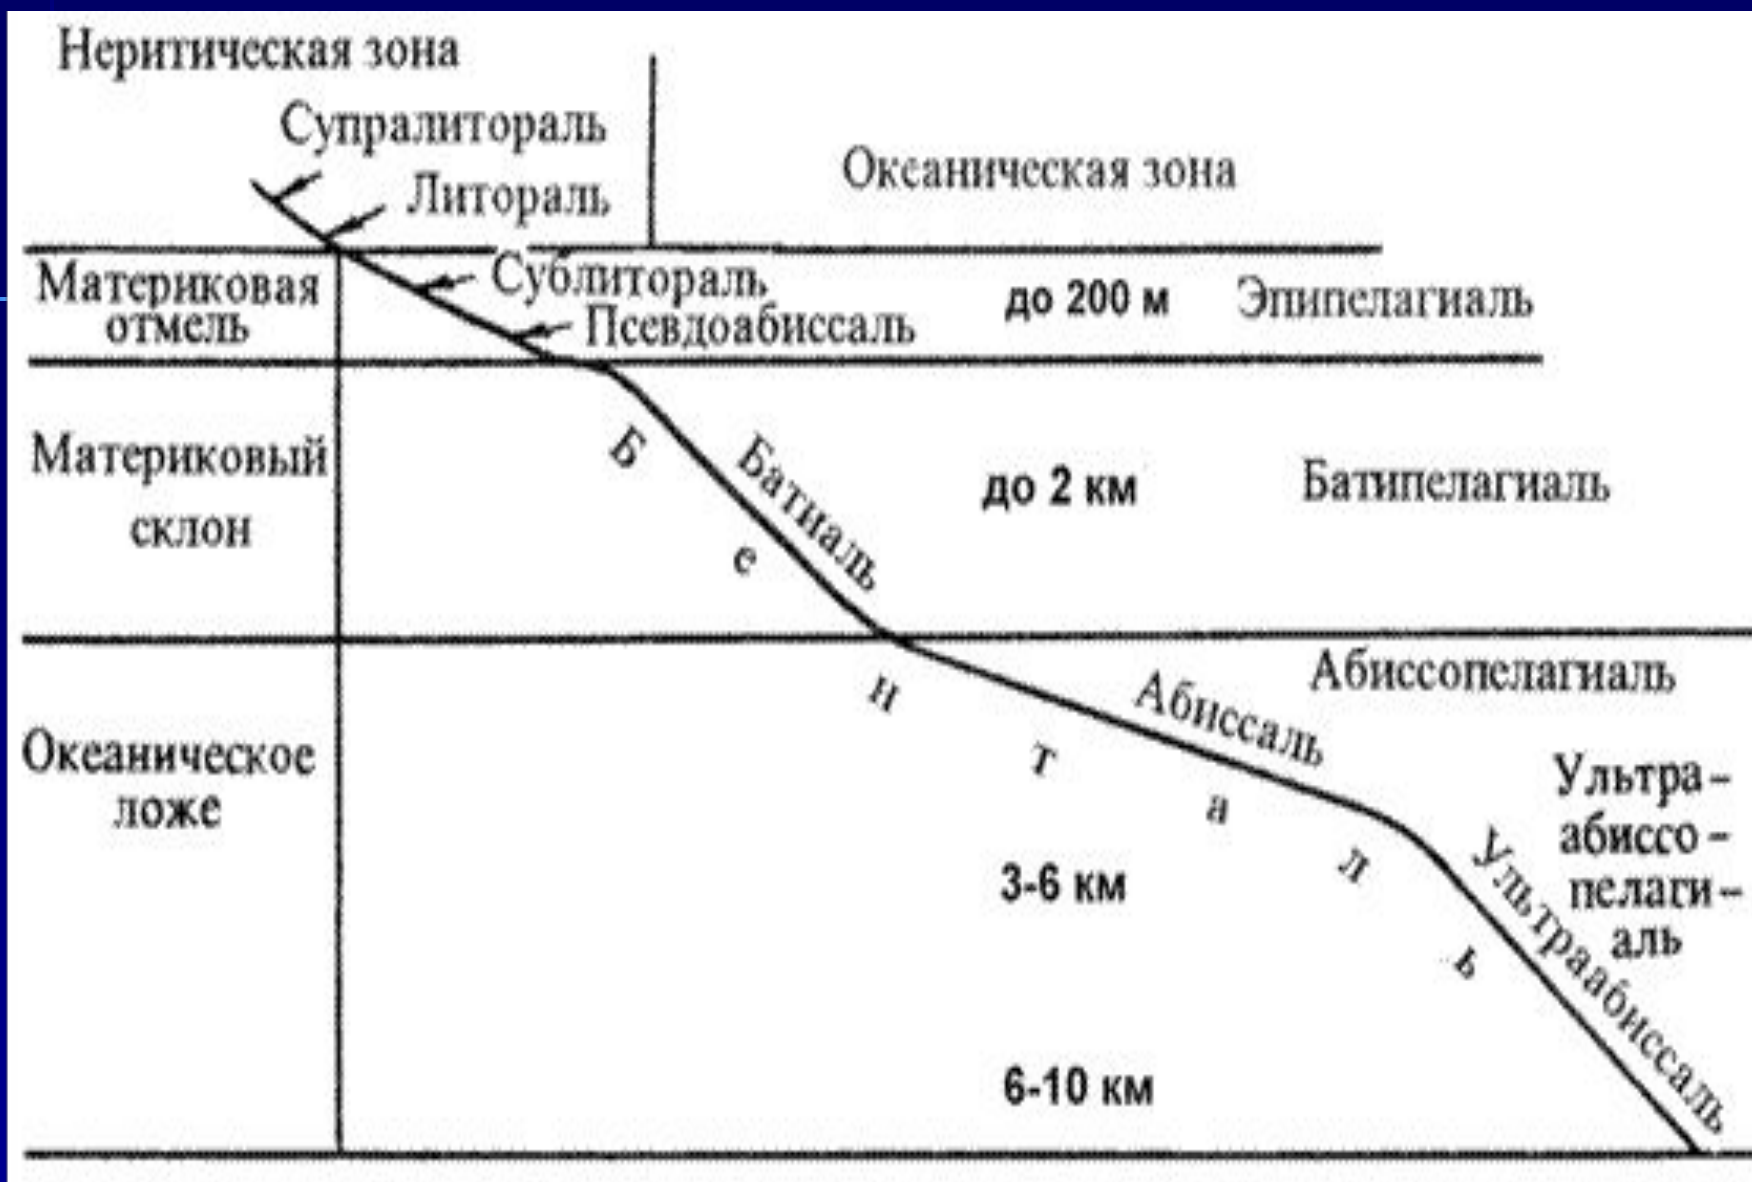 Неритическая зона
Супралитораль
Океаническая зона
Литораль
Материковая
отмель
Сублитораль
Псевдоабиссаль
до 200 м
Эпипелагиаль
Материковый
склон
Батиаль
до 2 км
Батипелагиаль
Бенталь
Океаническое
ложе
Абиссаль
Абиссопелагиаль
Ультра-
абиссо-
пелаги-
аль
Ультраабиссаль
3-6 км
6-10 км